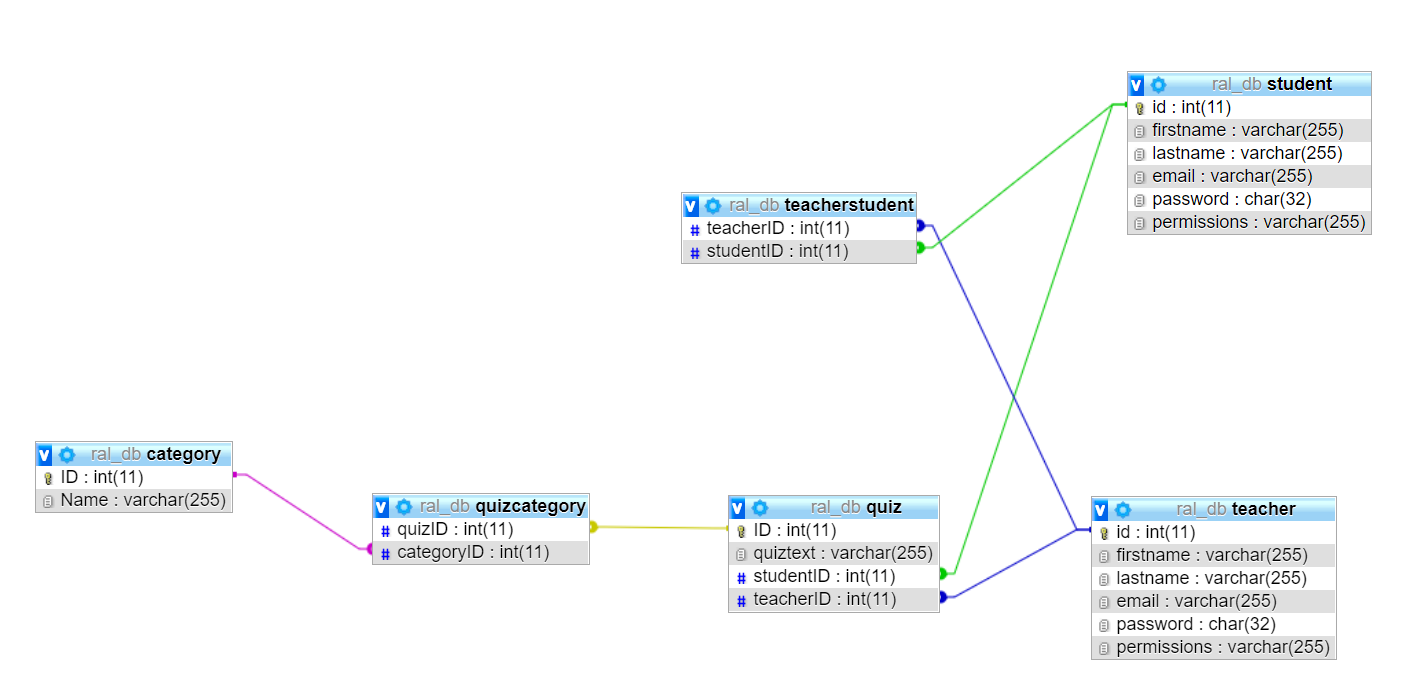 ral_db student
id : int(11)
firstname : varchar(255)
lastname : varchar(255)
email : varchar(255)
password : char(32)
permissions : varchar(255)
ral_db teacherstudent
teacherID : int(11)
studentID : int(11)
ral_db category
ID : int(11)
Name : varchar(255)
ral_db quizcategory
quizID : int(11)
categoryID : int(11)
ral_db quiz
ID : int(11)
quiztext : varchar(255)
studentID : int(11)
teacherID : int(11)
ral_db teacher
id : int(11)
firstname : varchar(255)
lastname : varchar(255)
email : varchar(255)
password : char(32)
permissions : varchar(255)